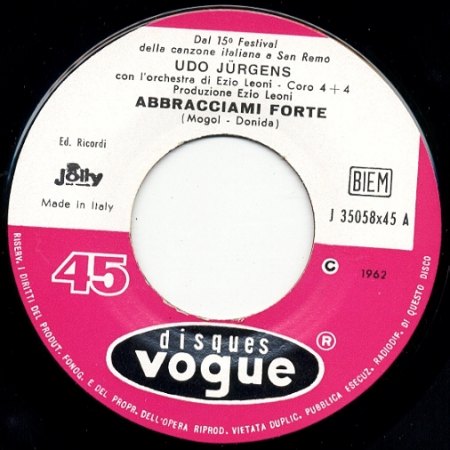 Dal 15° Festival
della canzone italiana a San Remo
UDO JÜRGENS
con l'orchestra di Ezio Leoni - Coro 4 + 4
Produzione Ezio Leoni
ABBRACCIAMI FORTE
(Mogol - Donida)
Ed. Ricordi
Jolly
Made in Italy
BIEM
J 35058x45 A
45
C
1962
disques
vogue
®
RISERV. I DIRITTI DEL PRODUT. FONOG. E DEL PROPR. DELL'OPERA RIPROD. VIETATA DUPLIC. PUBBLICA ESECUZ. RADIODIF. DI QUESTO DISCO